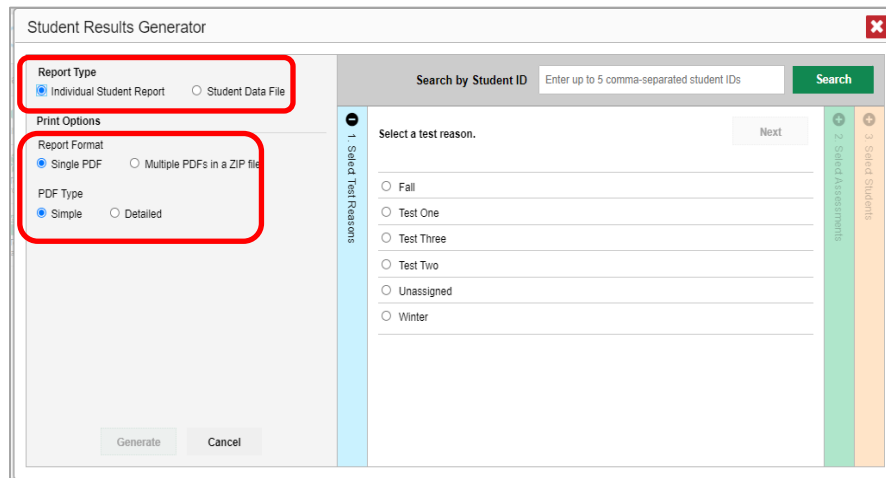 Student Results Generator
Report Type
Individual Student Report Student Data File
Print Options
Report Format
Single PDF Multiple PDFs in a ZIP file
PDF Type
Simple Detailed
Generate Cancel
Search by Student ID Enter up to 5 comma-separated student IDs Search
1. Select Test Reasons
Select a test reason. Next
Fall
Test One
Test Three
Test Two
Unassigned
Winter
2. Select Assessments
3. Select Students